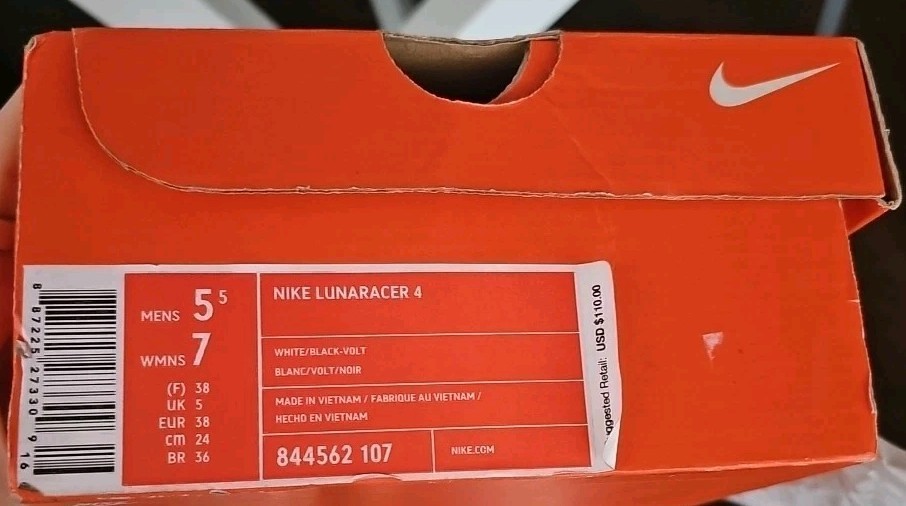 8 87225 27330 9 16
MENS 5 5
WMNS 7
(F) 38
UK 5
EUR 38
cm 24
BR 36
NIKE LUNARACER 4
WHITE/BLACK-VOLT
BLANC/VOLT/NOIR
MADE IN VIETNAM / FABRIQUE AU VIETNAM /
HECHO EN VIETNAM
844562 107
NIKE.COM
Retail: USD $110.00